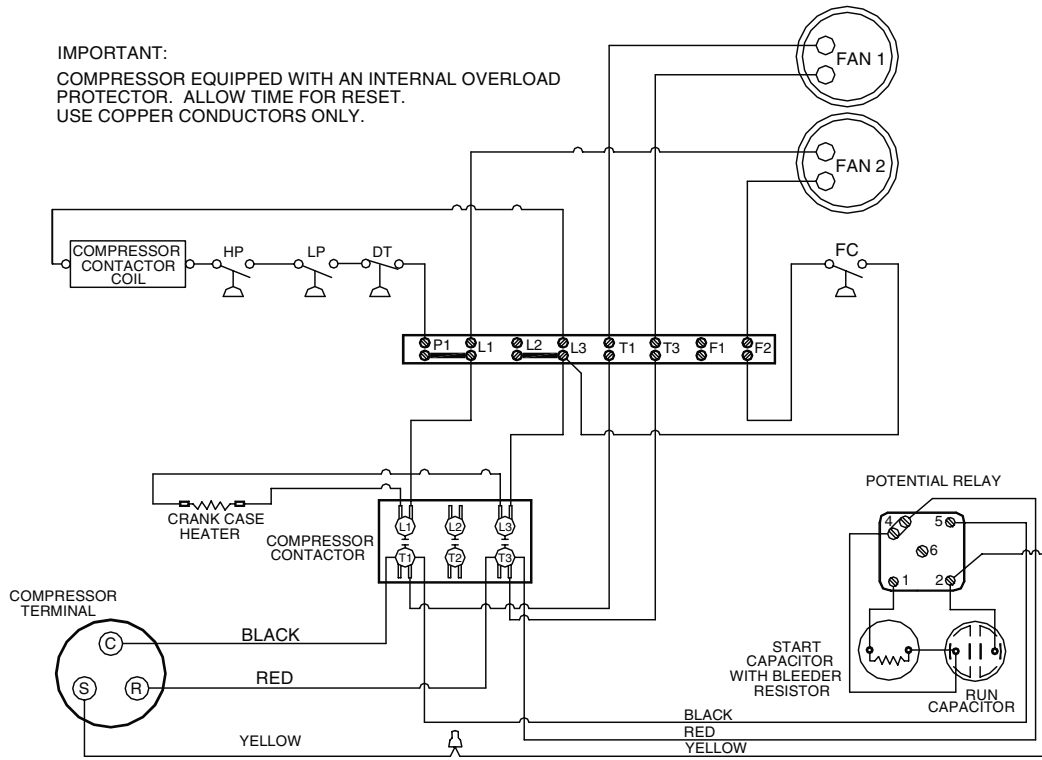 IMPORTANT:
COMPRESSOR EQUIPPED WITH AN INTERNAL OVERLOAD
PROTECTOR. ALLOW TIME FOR RESET.
USE COPPER CONDUCTORS ONLY.
FAN 1
FAN 2
COMPRESSOR
CONTACTOR
COIL
HP
LP
DT
FC
P1
L1
L2
L3
T1
T3
F1
F2
CRANK CASE
HEATER
COMPRESSOR
CONTACTOR
L1
L2
L3
T1
T2
T3
POTENTIAL RELAY
4
5
6
1
2
COMPRESSOR
TERMINAL
C
S
R
BLACK
RED
YELLOW
START
CAPACITOR
WITH BLEEDER
RESISTOR
RUN
CAPACITOR
BLACK
RED
YELLOW